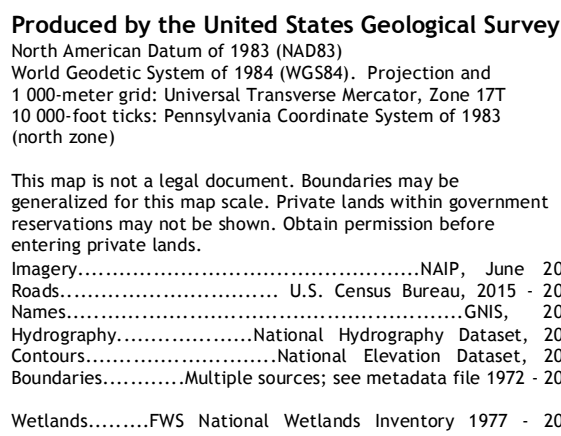 Produced by the United States Geological Survey
North American Datum of 1983 (NAD83)
World Geodetic System of 1984 (WGS84). Projection and
1 000-meter grid: Universal Transverse Mercator, Zone 17T
10 000-foot ticks: Pennsylvania Coordinate System of 1983
(north zone)
This map is not a legal document. Boundaries may be
generalized for this map scale. Private lands within government
reservations may not be shown. Obtain permission before
entering private lands.
Imagery..................................................NAIP, June 20
Roads................................ U.S. Census Bureau, 2015 - 20
Names..........................................................GNIS, 20
Hydrography....................National Hydrography Dataset, 20
Contours............................National Elevation Dataset, 20
Boundaries............Multiple sources; see metadata file 1972 - 20
Wetlands.........FWS National Wetlands Inventory 1977 - 20